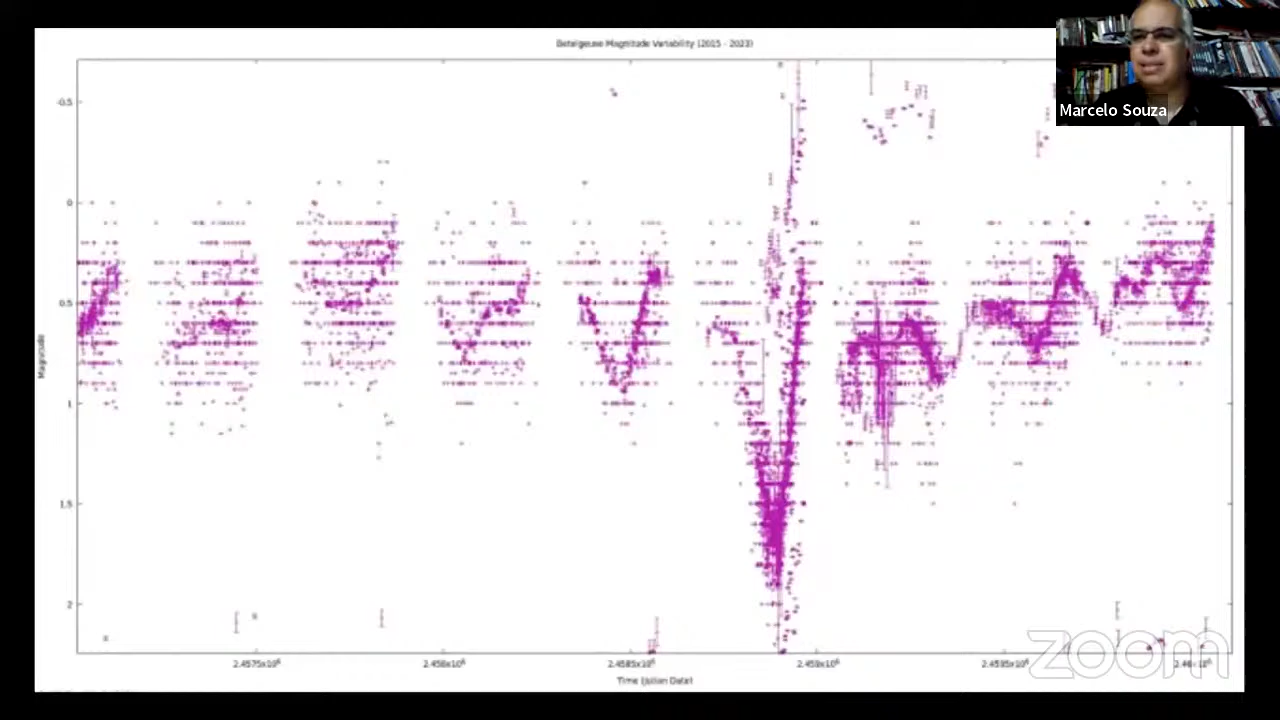 Betelgeuse Magnitude Variability (2015 - 2023)
Marcelo Souza
-0.5
0
0.5
1
1.5
2
Magnitude
2.4575x10⁶
2.458x10⁶
2.4585x10⁶
2.459x10⁶
2.4595x10⁶
2.46x10⁶
Time (Julian Date)
zoom